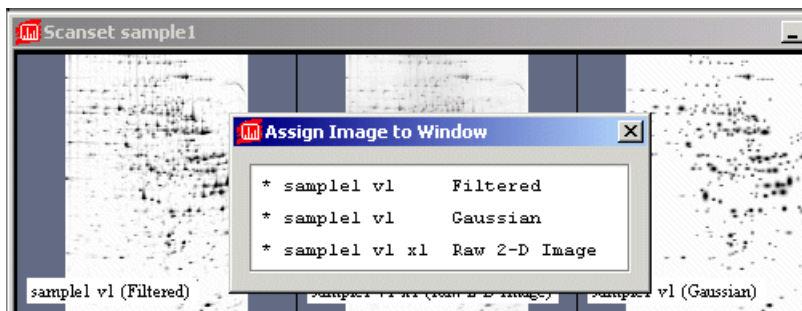 Scanset sample1
Assign Image to Window
* sample1 v1 Filtered
* sample1 v1 Gaussian
* sample1 v1 x1 Raw 2-D Image
sample1 v1 (Filtered)
v1 (Gaussian)